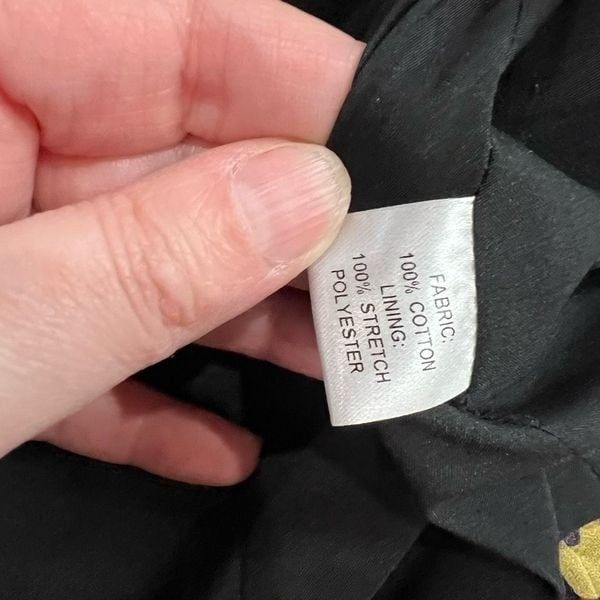 FABRIC:
100% COTTON
LINING:
100% STRETCH
POLYESTER